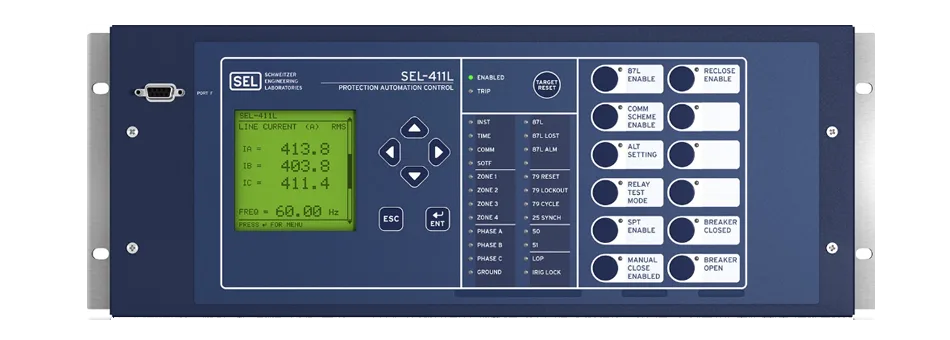 SEL
SCHWEITZER
ENGINEERING
LABORATORIES
SEL-411L
PROTECTION AUTOMATION CONTROL
PORT F
SEL-411L
LINE CURRENT (A) RMS
IA = 413.8
IB = 403.8
IC = 411.4
FREQ = 60.00 Hz
PRESS ↵ FOR MENU
ESC
ENT
ENABLED
TRIP
TARGET
RESET
INST
TIME
COMM
SOTF
ZONE 1
ZONE 2
ZONE 3
ZONE 4
PHASE A
PHASE B
PHASE C
GROUND
87L
87L LOST
87L ALM
79 RESET
79 LOCKOUT
79 CYCLE
25 SYNCH
50
51
LOP
IRIG LOCK
87L
ENABLE
COMM
SCHEME
ENABLE
ALT
SETTING
RELAY
TEST
MODE
SPT
ENABLE
MANUAL
CLOSE
ENABLED
RECLOSE
ENABLE
BREAKER
CLOSED
BREAKER
OPEN